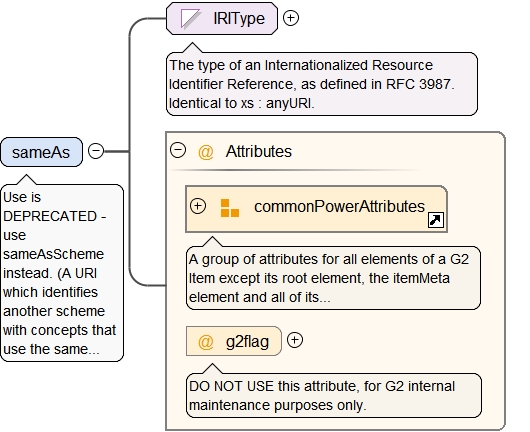 IRIType
The type of an Internationalized Resource
Identifier Reference, as defined in RFC 3987.
Identical to xs : anyURI.
sameAs
Use is
DEPRECATED -
use
sameAsScheme
instead. (A URI
which identifies
another scheme
with concepts that
use the same...
@ Attributes
commonPowerAttributes
A group of attributes for all elements of a G2
Item except its root element, the itemMeta
element and all of its...
@ g2flag
DO NOT USE this attribute, for G2 internal
maintenance purposes only.